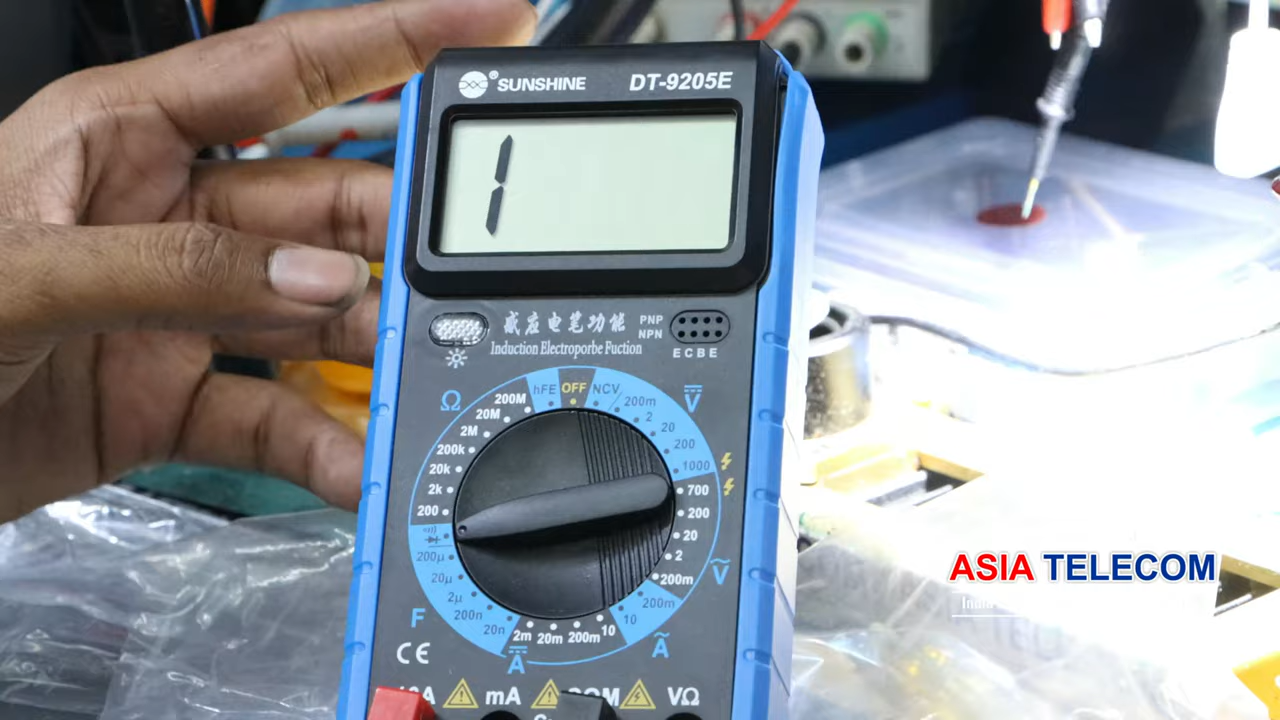 ® SUNSHINE DT-9205E
1
感应电笔功能
Induction Electroporbe Fuction
PNP
NPN
E C B E
hFE OFF NCV
Ω
200M
20M
2M
200k
20k
2k
200
200µ
20µ
2µ
200n
20n
F
V
200m
2
20
200
1000
700
200
20
2
200m
V
200m
10
A
2m 20m 200m 10
A
CE
mA VΩ
ASIA TELECOM
India